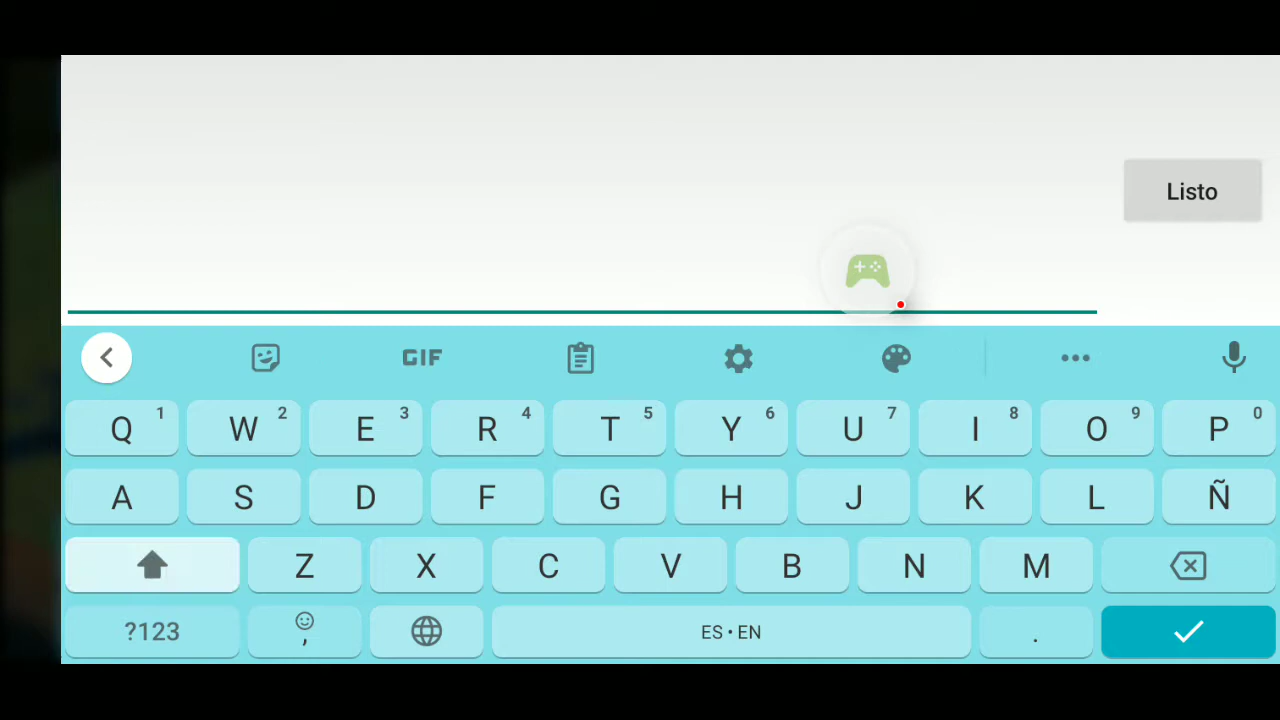 Listo
GIF
Q 1 W 2 E 3 R 4 T 5 Y 6 U 7 I 8 O 9 P 0
A S D F G H J K L Ñ
Z X C V B N M
?123 , ES • EN .